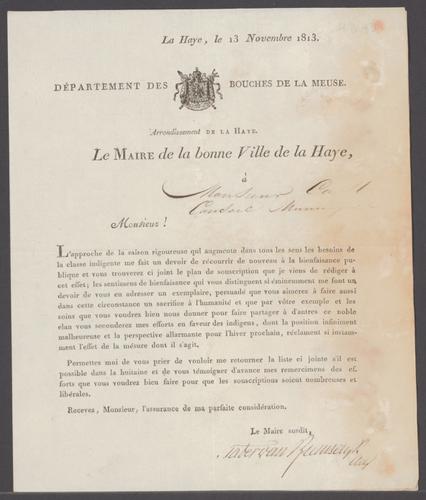 La Haye, le 13 Novembre 1813.
DÉPARTEMENT DES BOUCHES DE LA MEUSE.
Arrondissement DE LA HAYE.
Le MAIRE de la bonne Ville de la Haye,
à
Monsieur
Monsieur!
L'approche de la saison rigoureuse qui augmente dans tous les sens les besoins de
la classe indigente me fait un devoir de récourrir de nouveau à la bienfaisance pu-
blique et vous trouverez ci joint le plan de souscription que je viens de rédiger à
cet effet; les sentimens de bienfaisance qui vous distinguent si éminemment me font un
devoir de vous en adresser un exemplaire, persuadé que vous aimerez à faire aussi
dans cette circonstance un sacrifice à l'humanité et que par vôtre exemple et les
soins que vous voudrez bien nous donner pour faire partager à d'autres ce noble
elan vous seconderez mes efforts en faveur des indigens, dont la position infiniment
malheureuse et la perspective allarmante pour l'hiver prochain, réclament si instam-
ment l'effet de la mésure dont il s'agit.
Permettes moi de vous prier de vouloir me retourner la liste ci jointe s'il est
possible dans la huitaine et de vous témoigner d'avance mes remercimens des ef-
forts que vous voudrez bien faire pour que les souscriptions soient nombreuses et
libérales.
Recevez, Monsieur, l'assurance de ma parfaite considération.
Le Maire susdit,